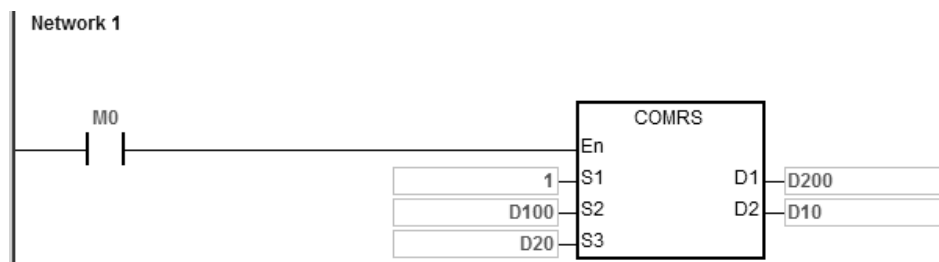 Network 1
M0
COMRS
En
1 S1 D1 D200
D100 S2 D2 D10
D20 S3